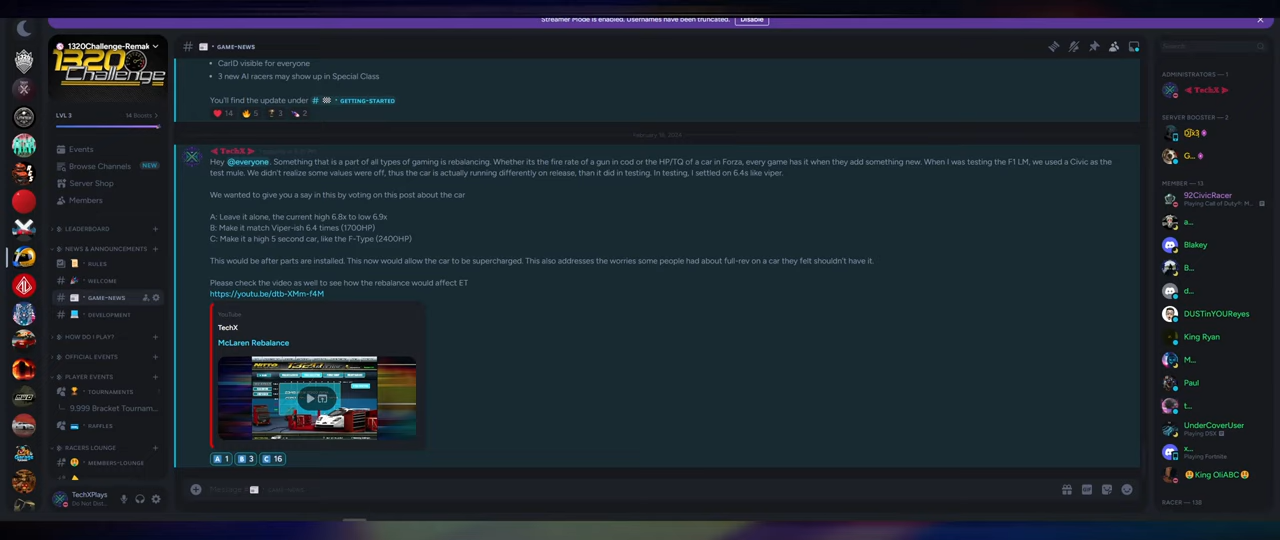 Streamer Mode is enabled. Usernames have been truncated.
Disable
1320Challenge-Remak
1320
Challenge
LVL 3
14 Boosts
Events
Browse Channels
Server Shop
Members
LEADERBOARD
NEWS & ANNOUNCEMENTS
RULES
WELCOME
GAME-NEWS
DEVELOPMENT
HOW DO I PLAY?
OFFICIAL EVENTS
PLAYER EVENTS
TOURNAMENTS
9.999 Bracket Tournam...
RAFFLES
RACERS LOUNGE
MEMBERS-LOUNGE
TechXPlays
Do Not Dist...
GAME-NEWS
• CarID visible for everyone
• 3 new AI racers may show up in Special Class
You'll find the update under # GETTING-STARTED
14 5 3 2
TechX
Hey @everyone. Something that is a part of all types of gaming is rebalancing. Whether its the fire rate of a gun in cod or the HP/TQ of a car in Forza, every game has it when they add something new. When I was testing the F1 LM, we used a Civic as the
test mule. We didn't realize some values were off, thus the car is actually running differently on release, than it did in testing. In testing, I settled on 6.4s like viper.
We wanted to give you a say in this by voting on this post about the car
A: Leave it alone, the current high 6.8x to low 6.9x
B: Make it match Viper-ish 6.4 times (1700HP)
C: Make it a high 5 second car, like the F-Type (2400HP)
This would be after parts are installed. This now would allow the car to be supercharged. This also addresses the worries some people had about full-rev on a car they felt shouldn't have it.
Please check the video as well to see how the rebalance would affect ET
https://youtu.be/dtb-XMm-f4M
YouTube
TechX
McLaren Rebalance
A 1 B 3 C 16
Search
ADMINISTRATORS — 1
TechX
SERVER BOOSTER — 2
G...
MEMBER — 13
92CivicRacer
Playing Call of Duty®: M...
a...
Blakey
B...
d...
DUSTinYOUReyes
King Ryan
M...
Paul
t...
UnderCoverUser
Playing DSX
x...
Playing Fortnite
King OliABC
RACER — 138